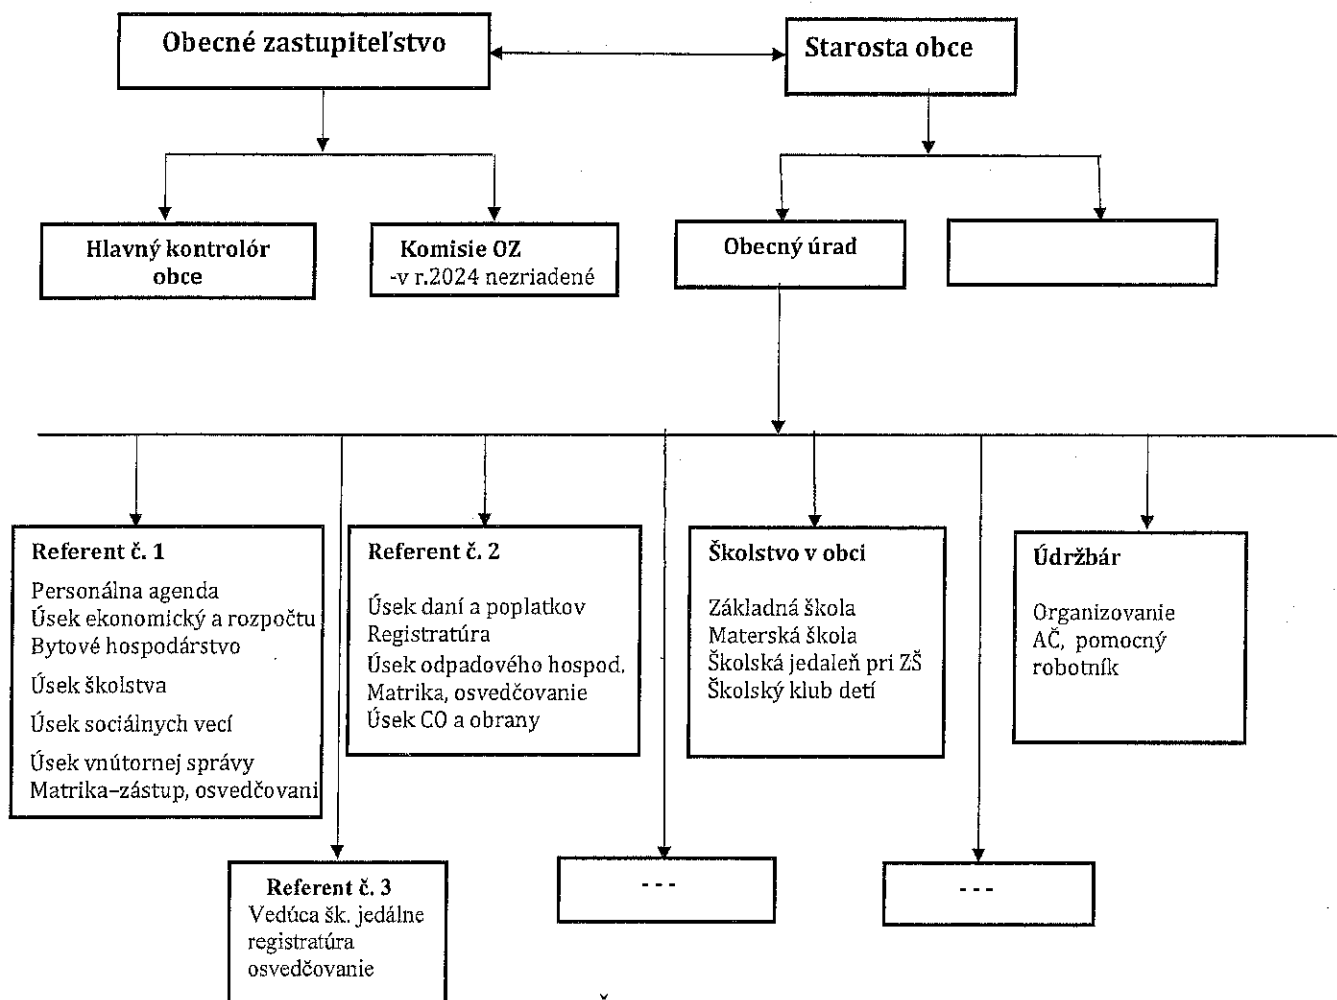 Obecné zastupiteľstvo
Starosta obce
Hlavný kontrolór
obce
Komisie OZ
-v r.2024 nezriadené
Obecný úrad
Referent č. 1
Personálna agenda
Úsek ekonomický a rozpočtu
Bytové hospodárstvo
Úsek školstva
Úsek sociálnych vecí
Úsek vnútornej správy
Matrika–zástup, osvedčovani
Referent č. 2
Úsek daní a poplatkov
Registratúra
Úsek odpadového hospod.
Matrika, osvedčovanie
Úsek CO a obrany
Školstvo v obci
Základná škola
Materská škola
Školská jedaleň pri ZŠ
Školský klub detí
Údržbár
Organizovanie
AČ, pomocný
robotník
Referent č. 3
Vedúca šk. jedálne
registratúra
osvedčovanie
- - -
- - -